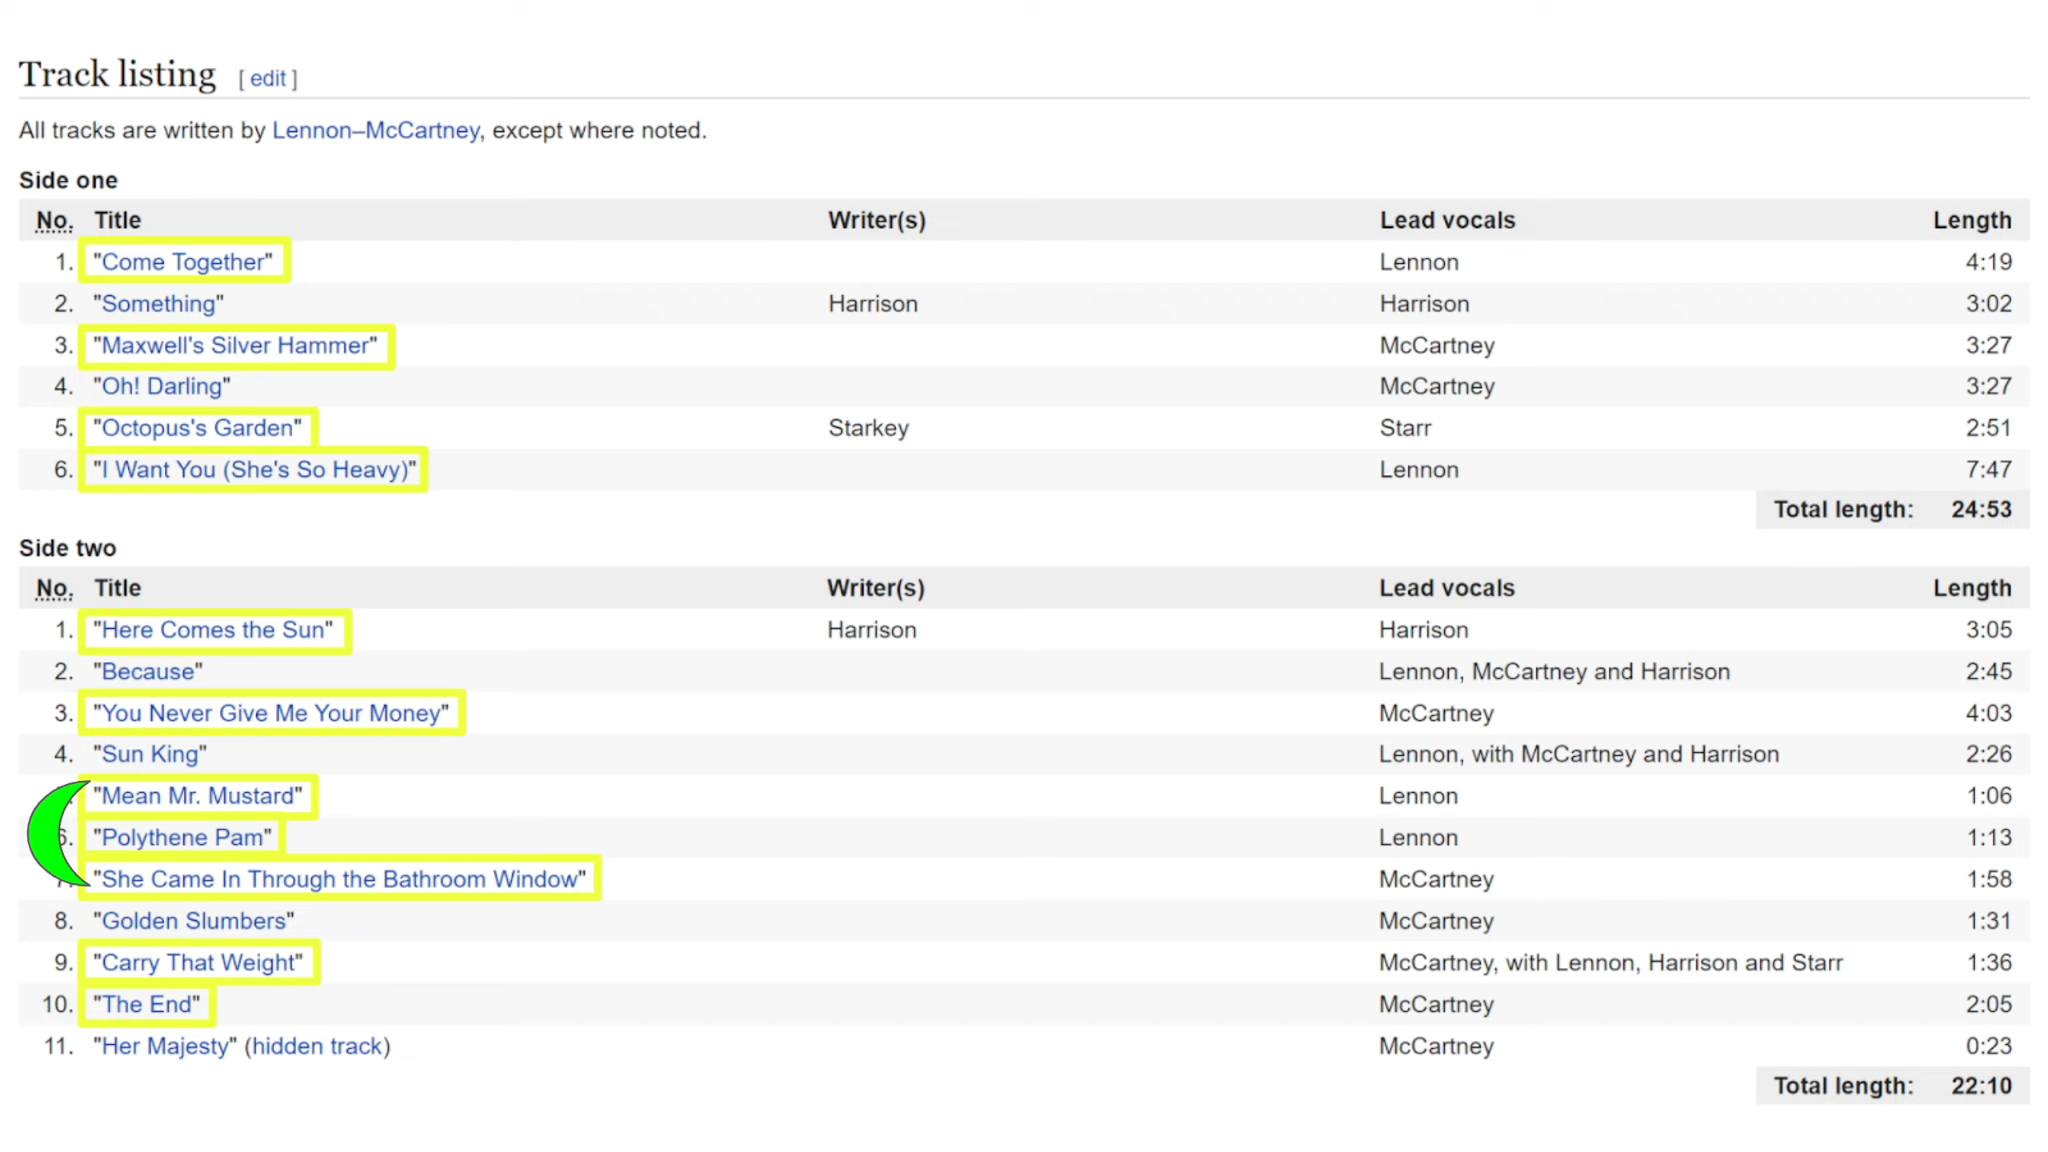 Track listing [ edit ]
All tracks are written by Lennon–McCartney, except where noted.
Side one
No. Title Writer(s) Lead vocals Length
1. "Come Together" Lennon 4:19
2. "Something" Harrison Harrison 3:02
3. "Maxwell's Silver Hammer" McCartney 3:27
4. "Oh! Darling" McCartney 3:27
5. "Octopus's Garden" Starkey Starr 2:51
6. "I Want You (She's So Heavy)" Lennon 7:47
Total length: 24:53
Side two
No. Title Writer(s) Lead vocals Length
1. "Here Comes the Sun" Harrison Harrison 3:05
2. "Because" Lennon, McCartney and Harrison 2:45
3. "You Never Give Me Your Money" McCartney 4:03
4. "Sun King" Lennon, with McCartney and Harrison 2:26
"Mean Mr. Mustard" Lennon 1:06
6. "Polythene Pam" Lennon 1:13
7. "She Came In Through the Bathroom Window" McCartney 1:58
8. "Golden Slumbers" McCartney 1:31
9. "Carry That Weight" McCartney, with Lennon, Harrison and Starr 1:36
10. "The End" McCartney 2:05
11. "Her Majesty" (hidden track) McCartney 0:23
Total length: 22:10